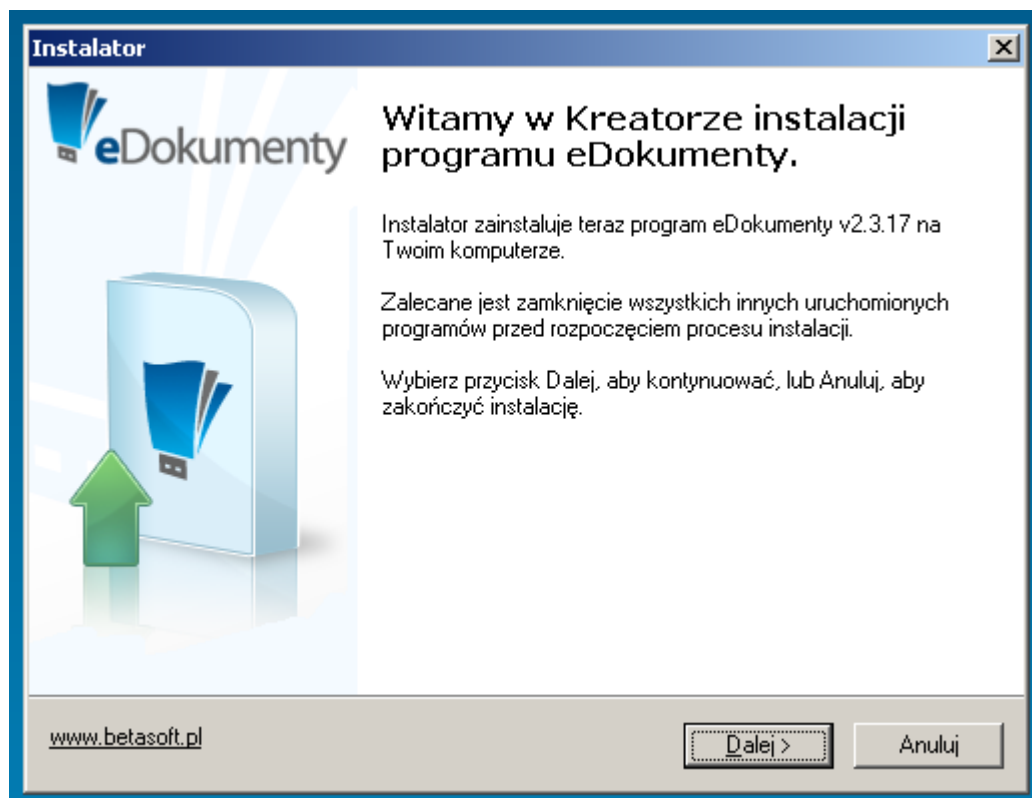 Instalator
eDokumenty
Witamy w Kreatorze instalacji
programu eDokumenty.
Instalator zainstaluje teraz program eDokumenty v2.3.17 na
Twoim komputerze.
Zalecane jest zamknięcie wszystkich innych uruchomionych
programów przed rozpoczęciem procesu instalacji.
Wybierz przycisk Dalej, aby kontynuować, lub Anuluj, aby
zakończyć instalację.
www.betasoft.pl
Dalej >
Anuluj